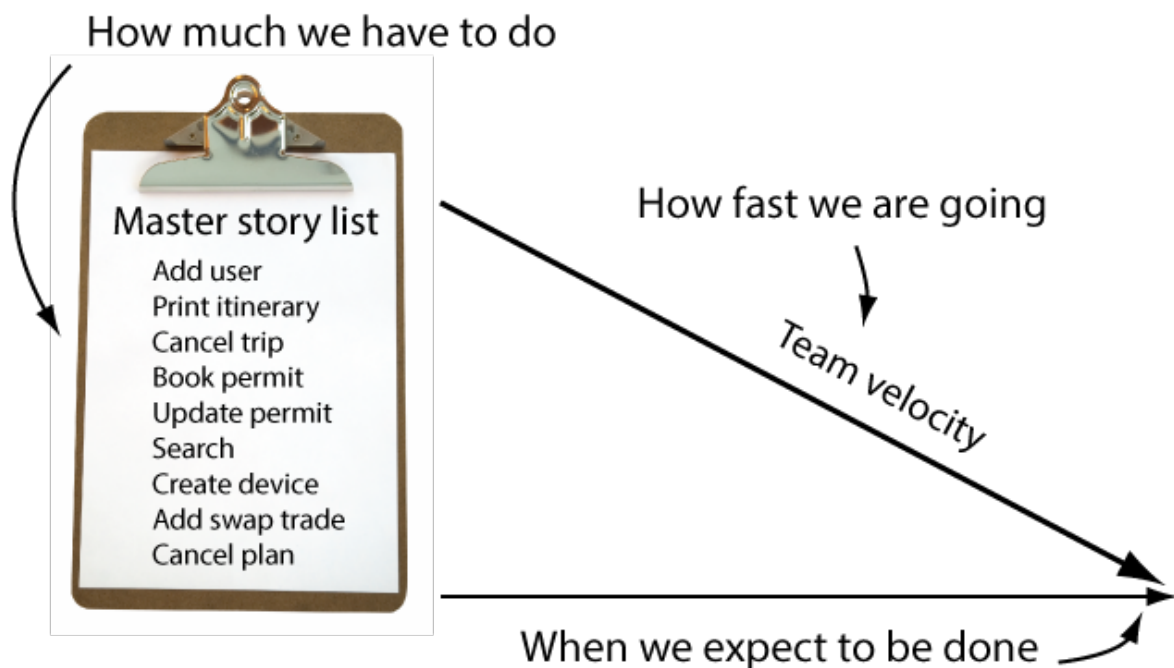 How much we have to do
Master story list
Add user
Print itinerary
Cancel trip
Book permit
Update permit
Search
Create device
Add swap trade
Cancel plan
How fast we are going
Team velocity
When we expect to be done